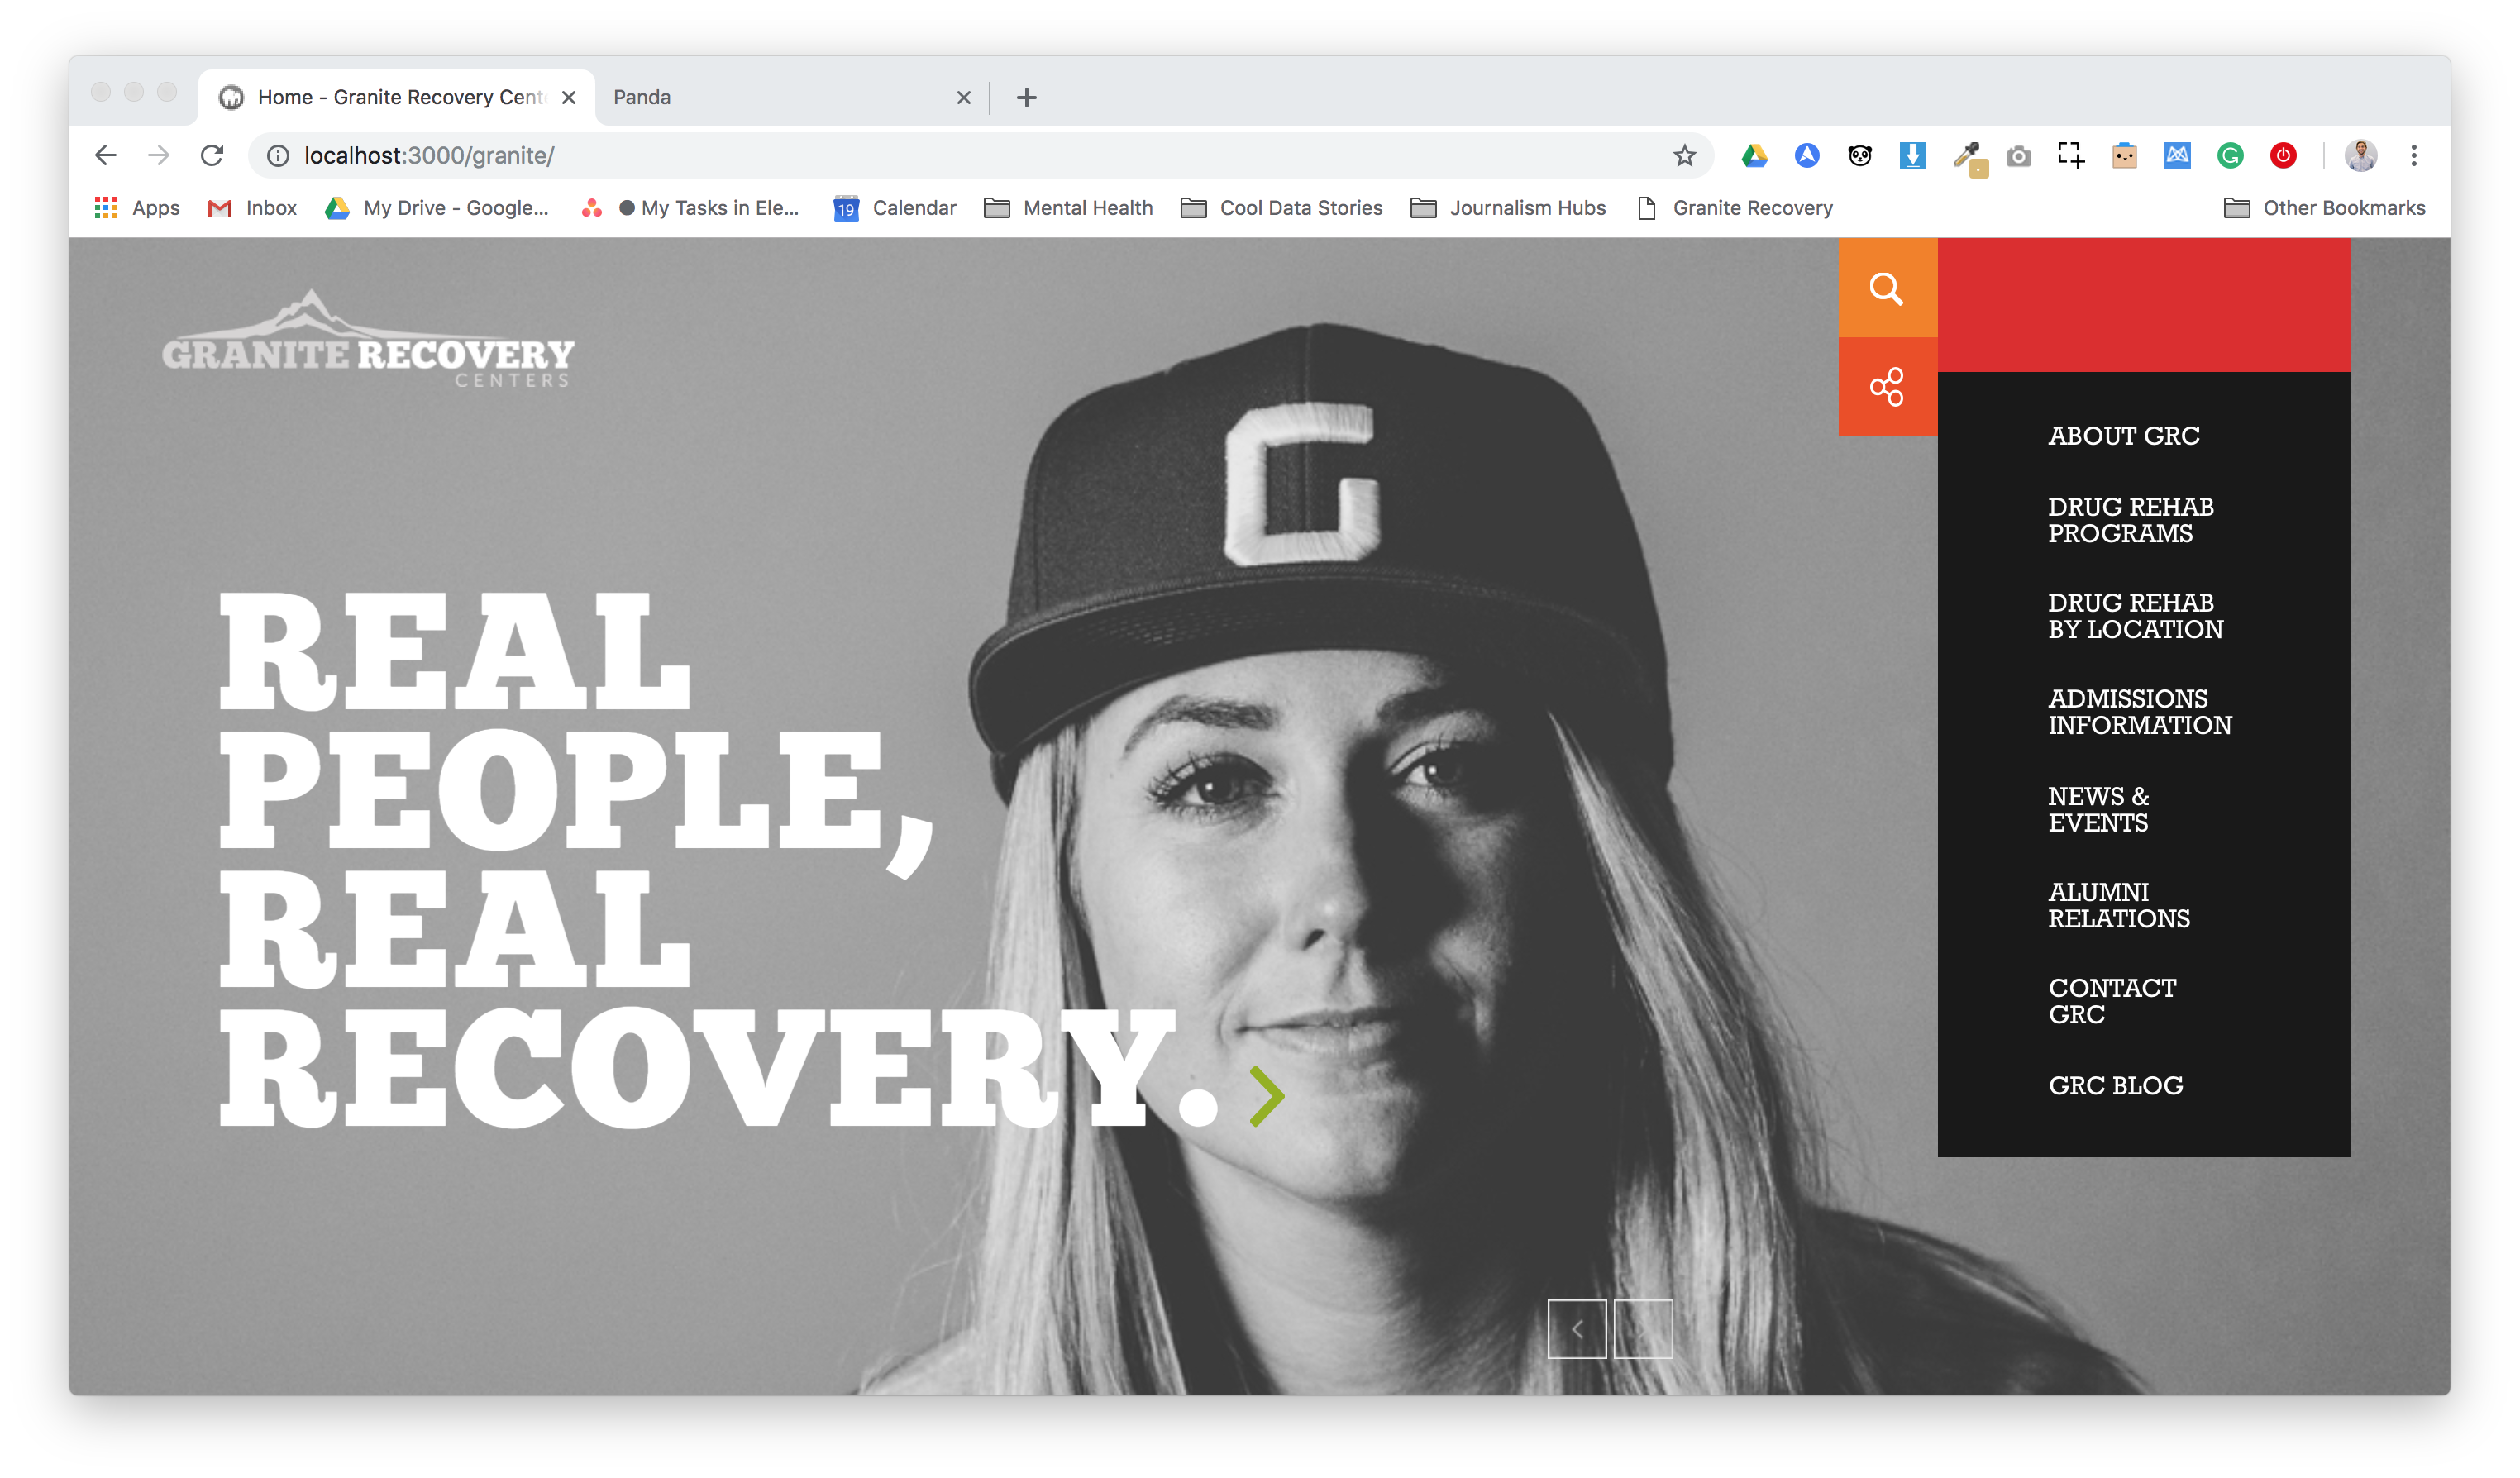 Home - Granite Recovery Cent
Panda
localhost:3000/granite/
Apps
Inbox
My Drive - Google...
My Tasks in Ele...
19
Calendar
Mental Health
Cool Data Stories
Journalism Hubs
Granite Recovery
Other Bookmarks
GRANITE RECOVERY
CENTERS
G
REAL
PEOPLE,
REAL
RECOVERY.
ABOUT GRC
DRUG REHAB
PROGRAMS
DRUG REHAB
BY LOCATION
ADMISSIONS
INFORMATION
NEWS &
EVENTS
ALUMNI
RELATIONS
CONTACT
GRC
GRC BLOG